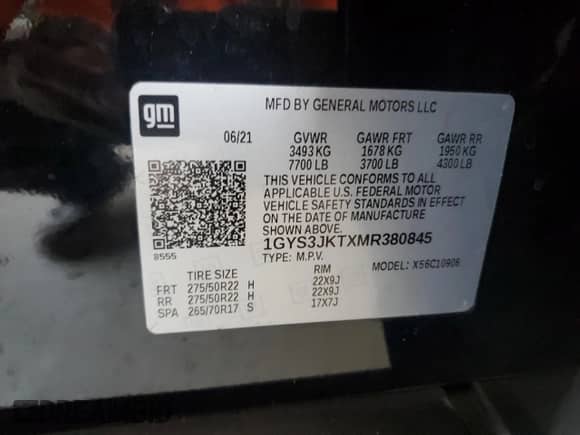 gm
MFD BY GENERAL MOTORS LLC
06/21 GVWR GAWR FRT GAWR RR
3493 KG 1678 KG 1950 KG
7700 LB 3700 LB 4300 LB
THIS VEHICLE CONFORMS TO ALL
APPLICABLE U.S. FEDERAL MOTOR
VEHICLE SAFETY STANDARDS IN EFFECT
ON THE DATE OF MANUFACTURE
SHOWN ABOVE.
1GYS3JKTXMR380845
8555
TYPE: M.P.V. MODEL: X56C10906
TIRE SIZE RIM
FRT 275/50R22 H 22X9J
RR 275/50R22 H 22X9J
SPA 265/70R17 S 17X7J